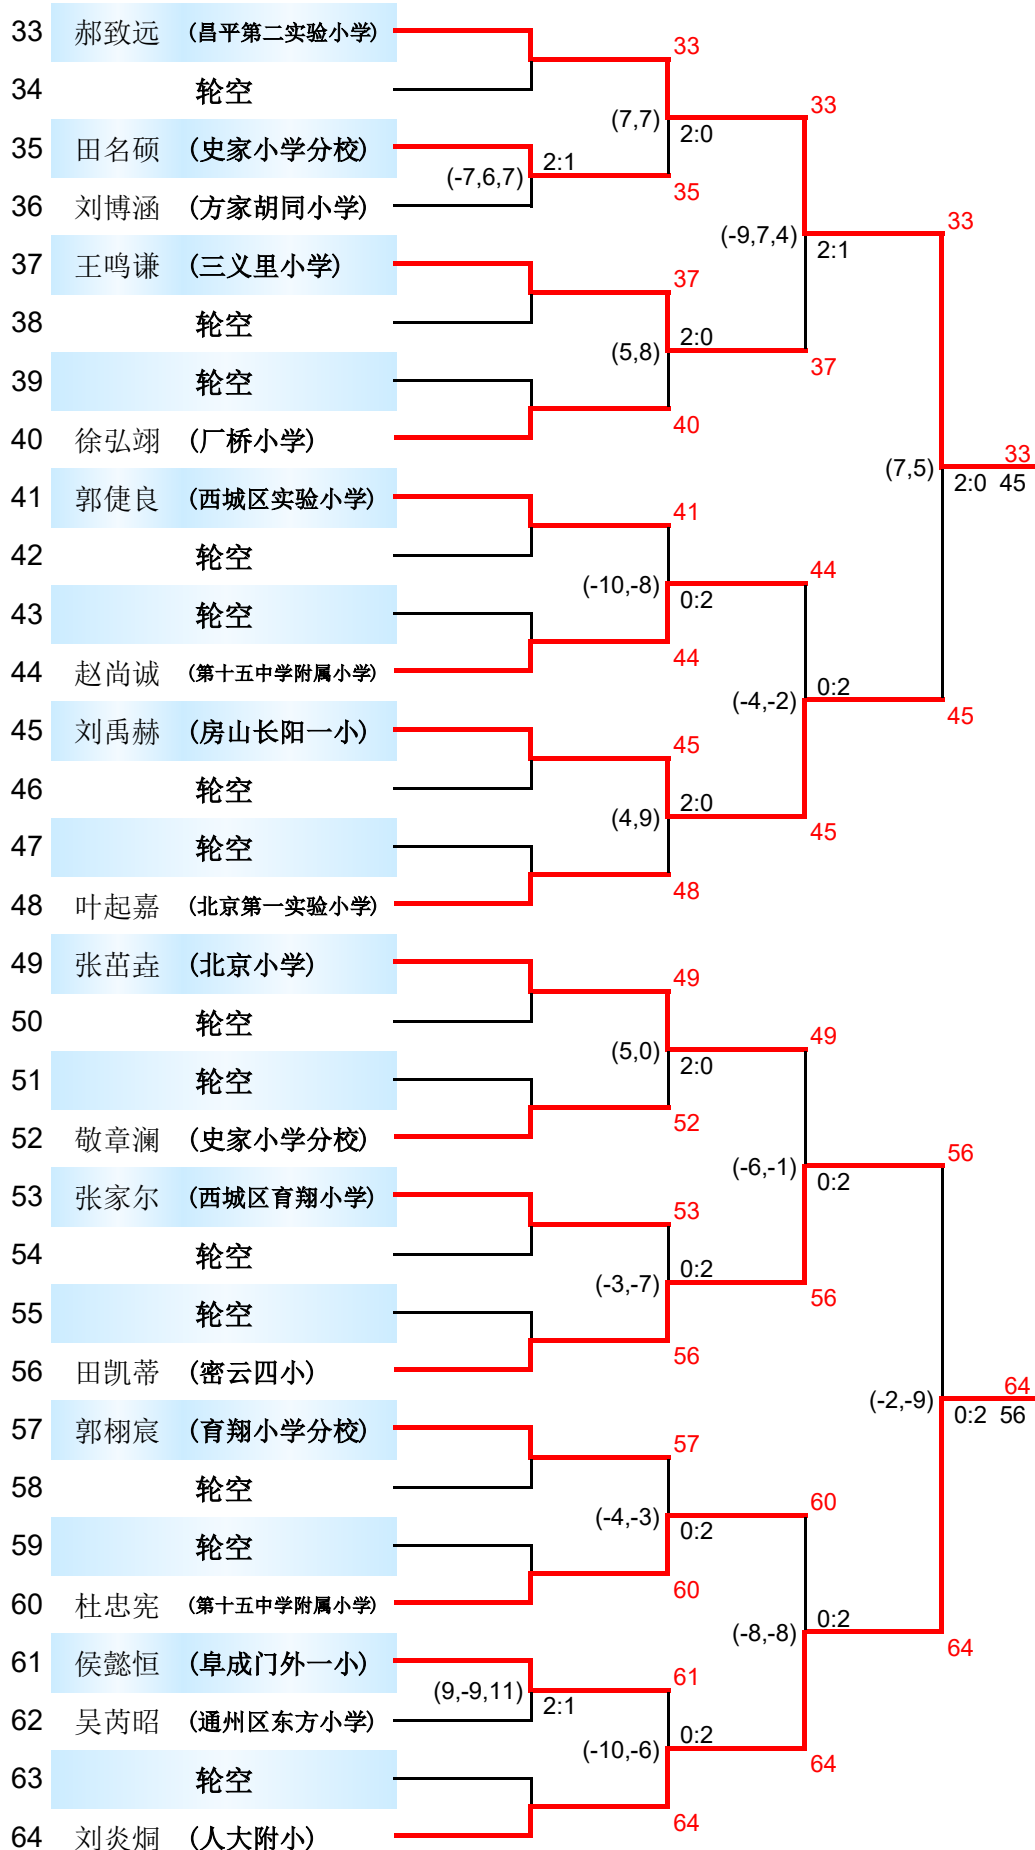 33 郝致远 (昌平第二实验小学)
33
34 轮空
33
(7,7) 2:0
35 田名硕 (史家小学分校)
(-7,6,7) 2:1
35
36 刘博涵 (方家胡同小学)
(-9,7,4) 2:1
33
37 王鸣谦 (三义里小学)
37
38 轮空
(5,8) 2:0
37
39 轮空
40
40 徐弘翊 (厂桥小学)
(7,5) 2:0 45
33
41 郭倢良 (西城区实验小学)
41
42 轮空
44
(-10,-8) 0:2
43 轮空
44
44 赵尚诚 (第十五中学附属小学)
(-4,-2) 0:2
45
45 刘禹赫 (房山长阳一小)
45
46 轮空
(4,9) 2:0
45
47 轮空
48
48 叶起嘉 (北京第一实验小学)
49 张茁垚 (北京小学)
49
50 轮空
49
(5,0) 2:0
51 轮空
52
52 敬章澜 (史家小学分校)
56
(-6,-1) 0:2
53 张家尔 (西城区育翔小学)
53
54 轮空
(-3,-7) 0:2
56
55 轮空
56
56 田凯蒂 (密云四小)
64
(-2,-9) 0:2 56
57 郭栩宸 (育翔小学分校)
57
58 轮空
60
(-4,-3) 0:2
59 轮空
60
60 杜忠宪 (第十五中学附属小学)
(-8,-8) 0:2
64
61 侯懿恒 (阜成门外一小)
61
(9,-9,11) 2:1
62 吴芮昭 (通州区东方小学)
(-10,-6) 0:2
64
63 轮空
64
64 刘炎炯 (人大附小)